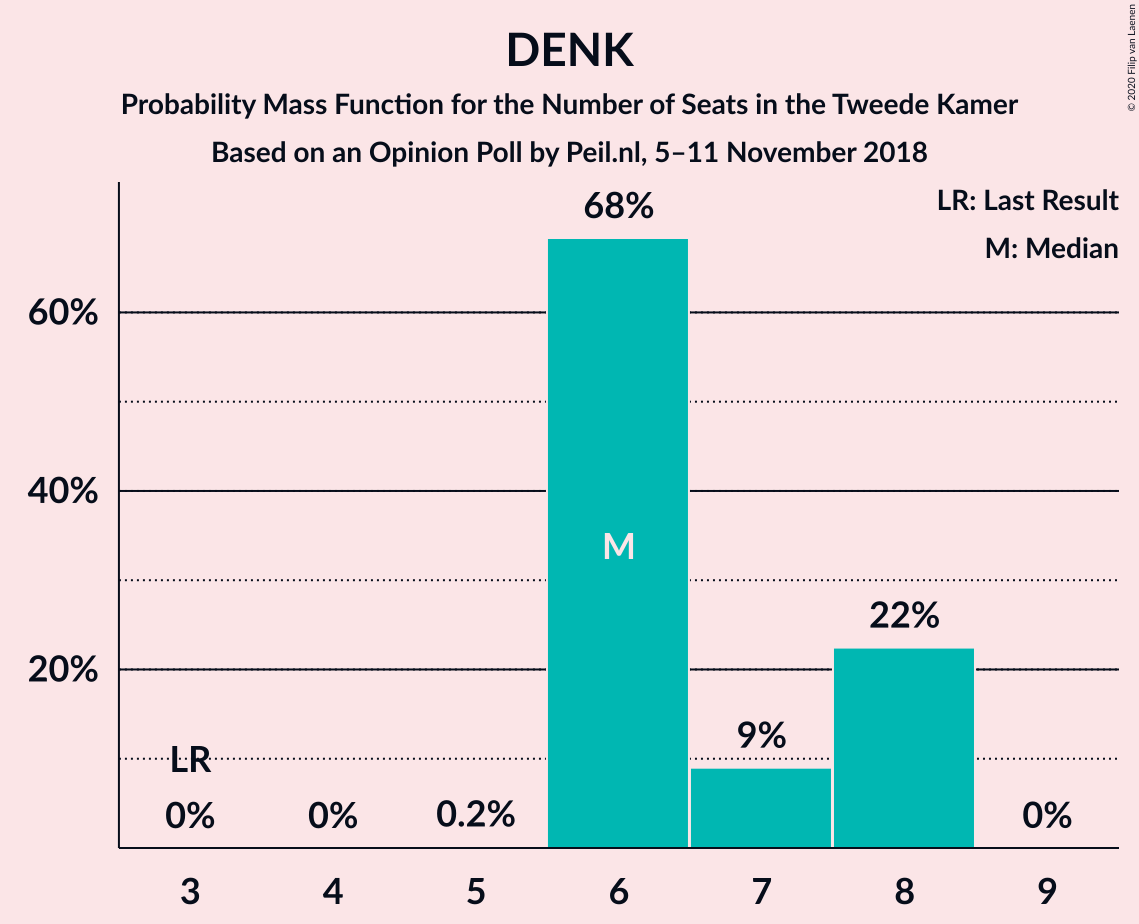 DENK
Probability Mass Function for the Number of Seats in the Tweede Kamer
Based on an Opinion Poll by Peil.nl, 5–11 November 2018
© 2020 Filip van Laenen
LR: Last Result
M: Median
68%
60%
40%
M
22%
20%
9%
LR
0%
0%
0.2%
0%
3
4
5
6
7
8
9